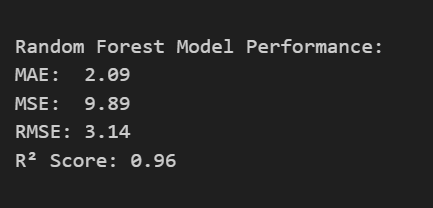 Random Forest Model Performance:
MAE:  2.09
MSE:  9.89
RMSE: 3.14
R² Score: 0.96